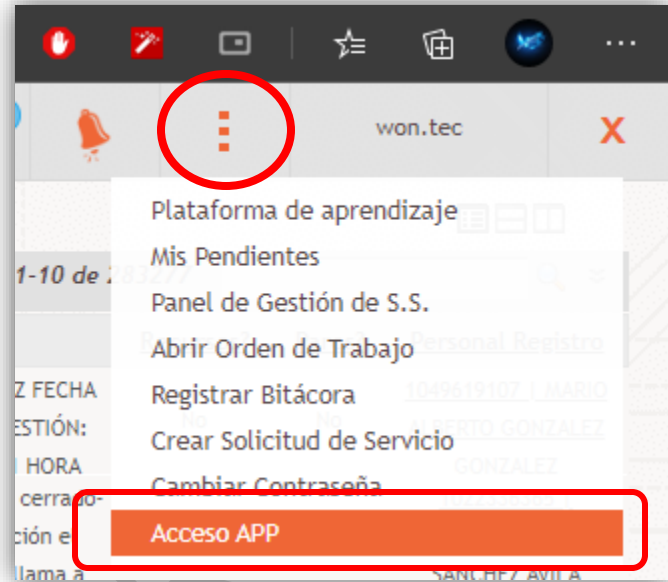 won.tec X
Plataforma de aprendizaje
Mis Pendientes
1-10 de 283277
Panel de Gestión de S.S.
Personal Registro
Abrir Orden de Trabajo
Z FECHA
1049619107 | MARIO
Registrar Bitácora
No No
ESTIÓN:
ALBERTO GONZALEZ
Crear Solicitud de Servicio
HORA
GONZALEZ
Cambiar Contraseña
cerrado-
Acceso APP
ción e
llama a
SANCHEZ AVILA